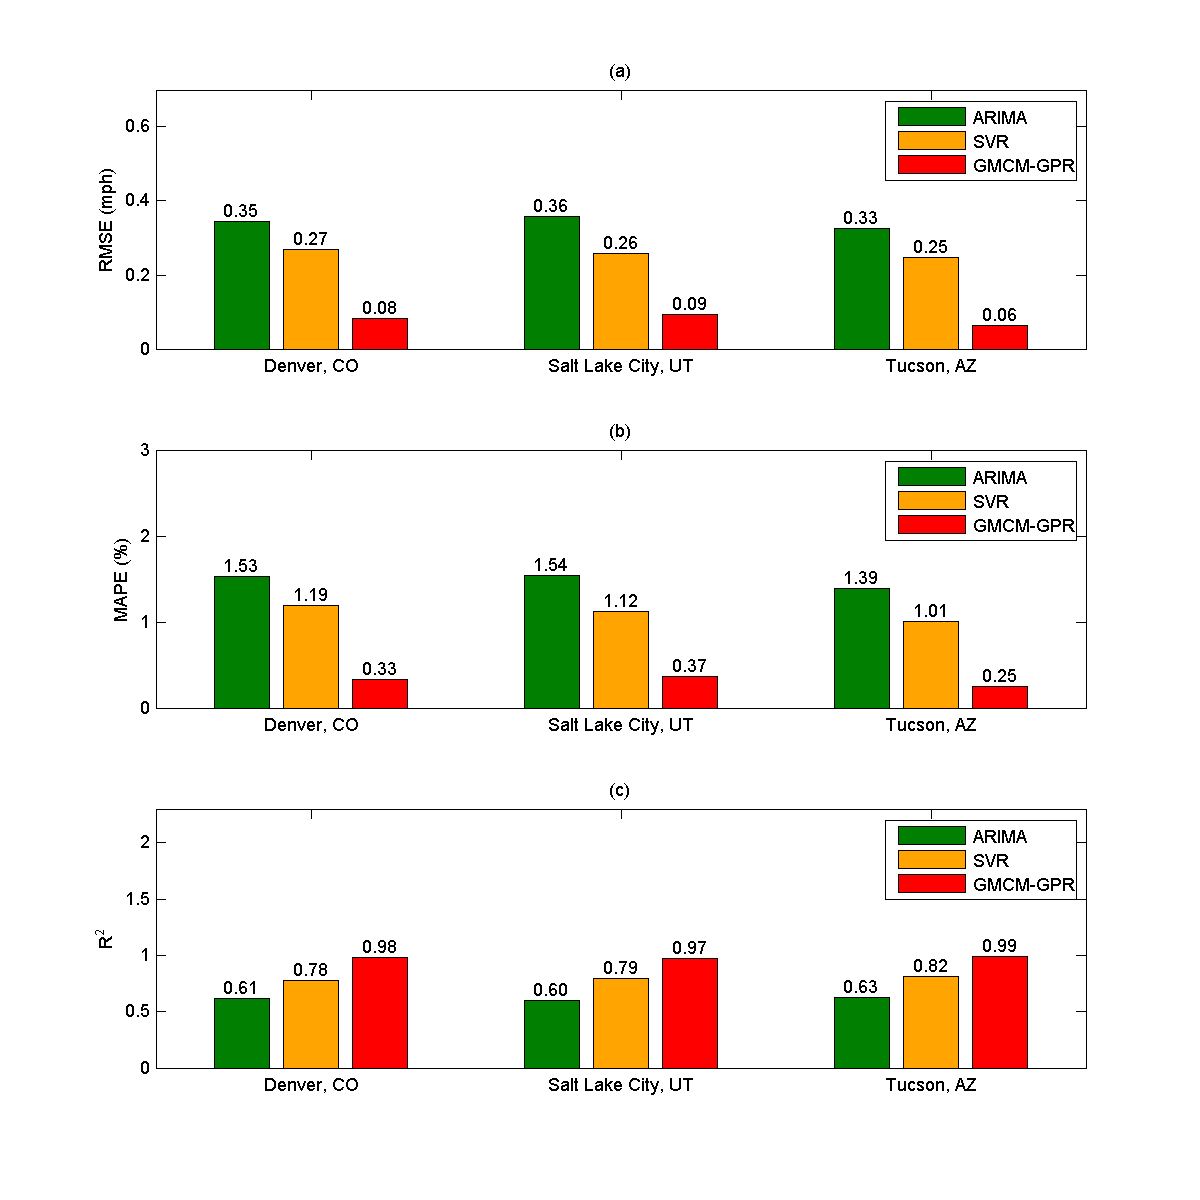 (a)
RMSE (mph)
0.6
0.4
0.2
0
ARIMA
SVR
GMCM-GPR
0.35
0.27
0.08
0.36
0.26
0.09
0.33
0.25
0.06
Denver, CO
Salt Lake City, UT
Tucson, AZ
(b)
MAPE (%)
3
2
1
0
ARIMA
SVR
GMCM-GPR
1.53
1.19
0.33
1.54
1.12
0.37
1.39
1.01
0.25
Denver, CO
Salt Lake City, UT
Tucson, AZ
(c)
R²
2
1.5
1
0.5
0
ARIMA
SVR
GMCM-GPR
0.61
0.78
0.98
0.60
0.79
0.97
0.63
0.82
0.99
Denver, CO
Salt Lake City, UT
Tucson, AZ